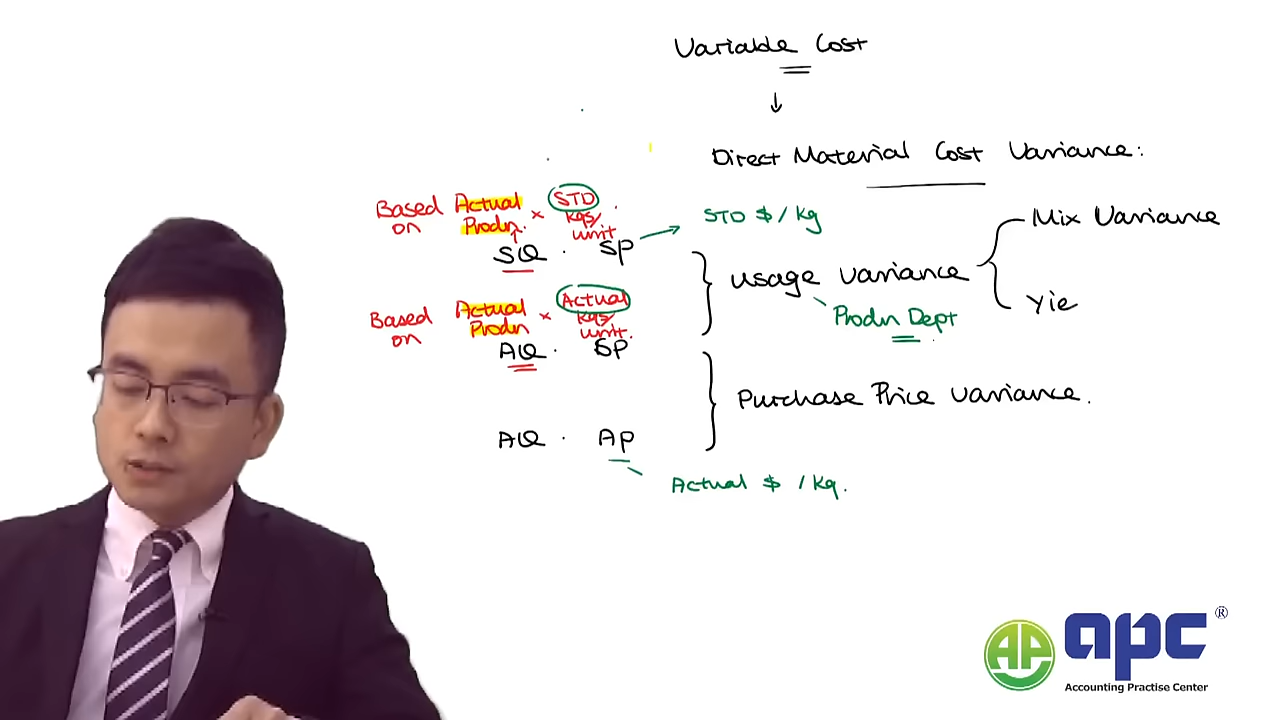 Variable Cost
Direct Material Cost Variance:
Based on Actual Prodn. × STD kgs/unit
SQ . SP
STD $ / kg
Usage Variance
Mix Variance
Yie
Prodn Dept
Based on Actual Prodn × Actual kgs/unit.
AQ . SP
Purchase Price Variance.
AQ . AP
Actual $ / kg.
AP
apc®
Accounting Practise Center